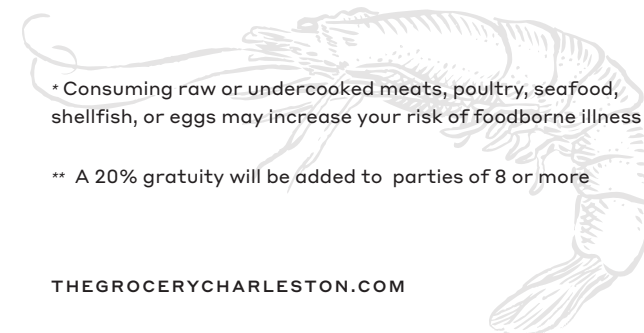 * Consuming raw or undercooked meats, poultry, seafood,
shellfish, or eggs may increase your risk of foodborne illness
** A 20% gratuity will be added to parties of 8 or more
THEGROCERYCHARLESTON.COM